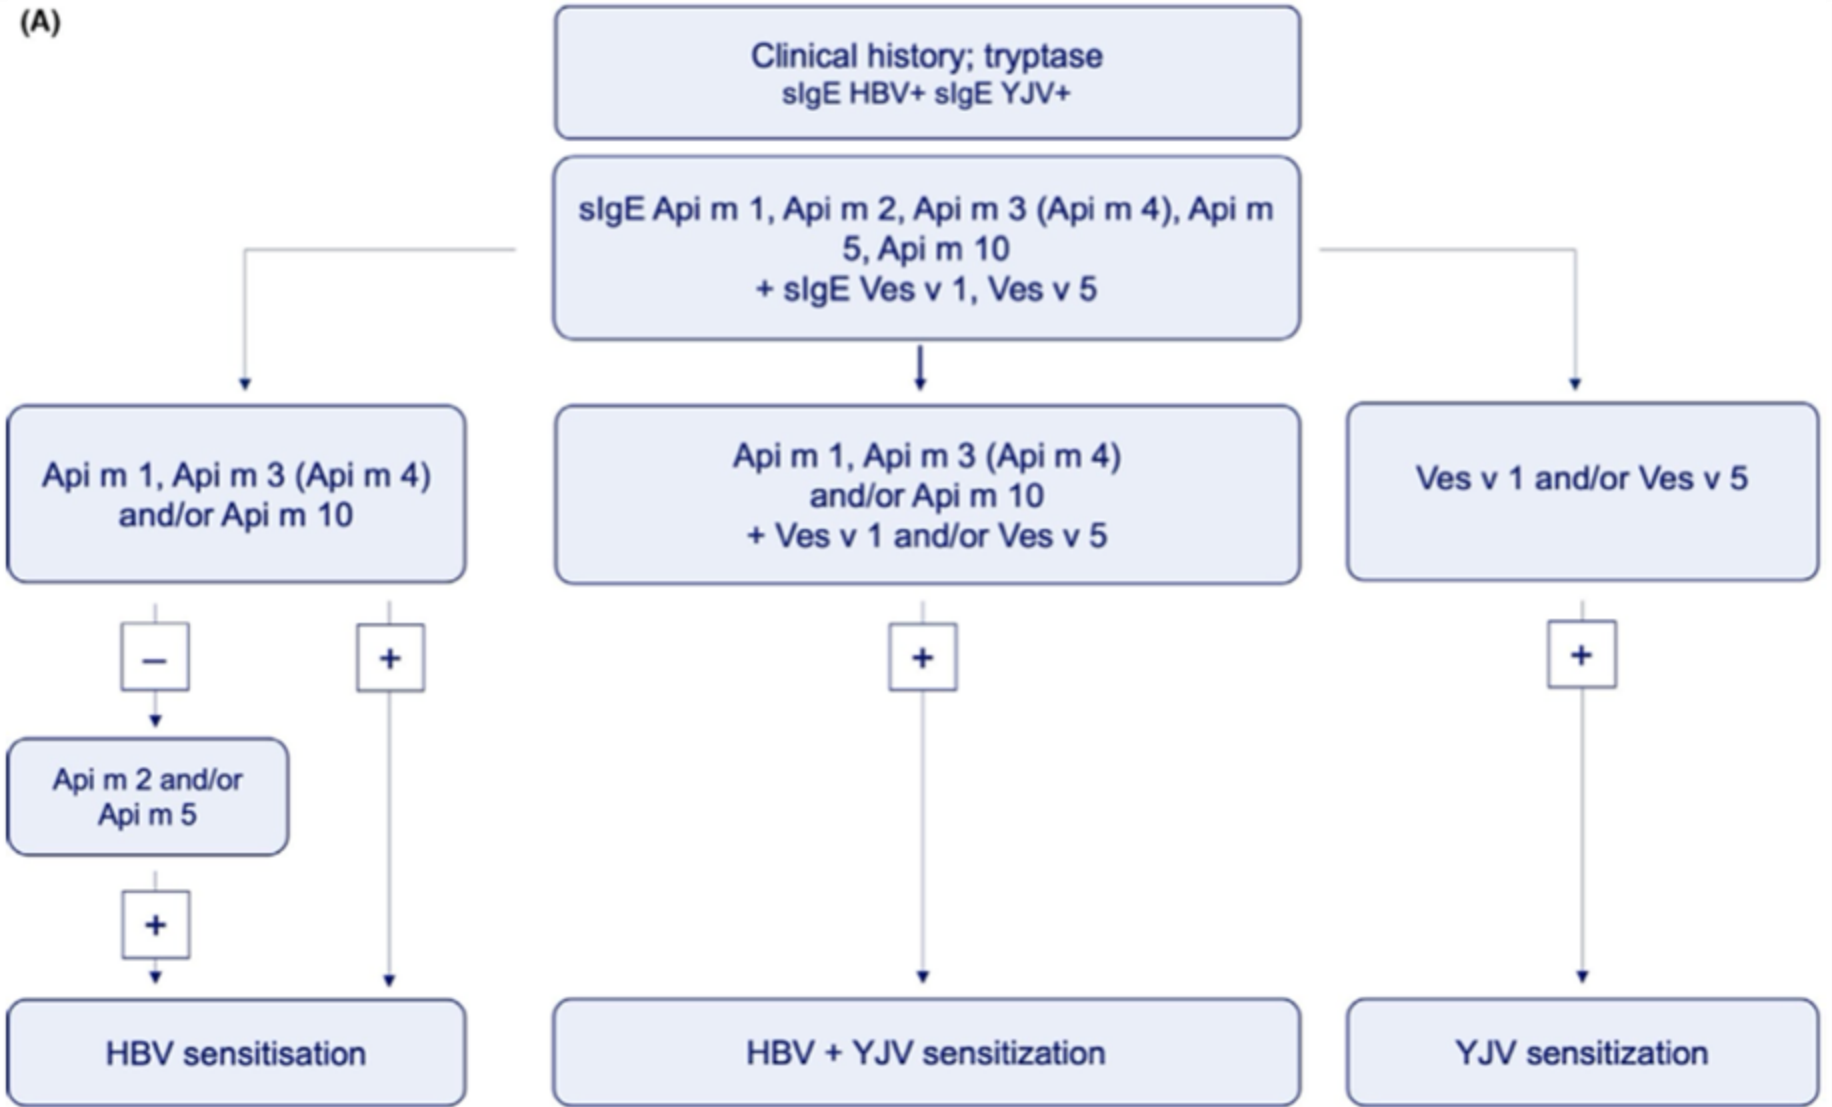 (A)
Clinical history; tryptase
sIgE HBV+ sIgE YJV+
sIgE Api m 1, Api m 2, Api m 3 (Api m 4), Api m
5, Api m 10
+ sIgE Ves v 1, Ves v 5
Api m 1, Api m 3 (Api m 4)
and/or Api m 10
Api m 1, Api m 3 (Api m 4)
and/or Api m 10
+ Ves v 1 and/or Ves v 5
Ves v 1 and/or Ves v 5
–
+
+
+
Api m 2 and/or
Api m 5
+
HBV sensitisation
HBV + YJV sensitization
YJV sensitization